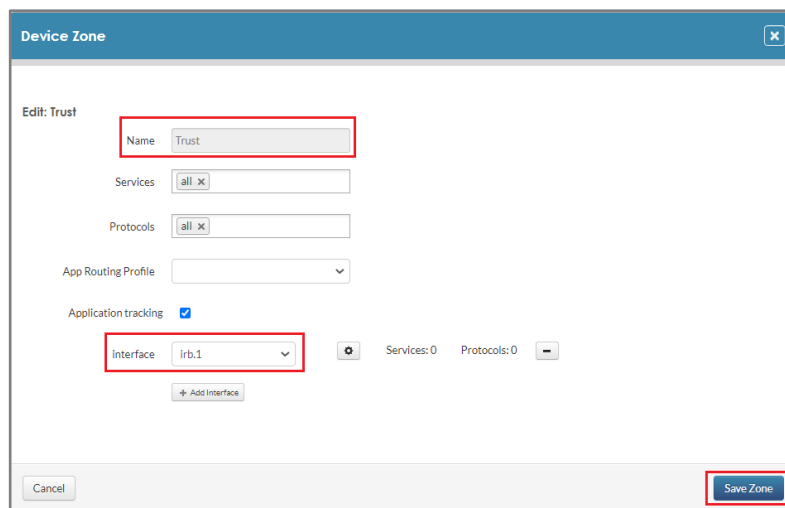 Device Zone
Edit: Trust
Name Trust
Services all ×
Protocols all ×
App Routing Profile
Application tracking
interface irb.1 Services: 0 Protocols: 0
+ Add Interface
Cancel Save Zone